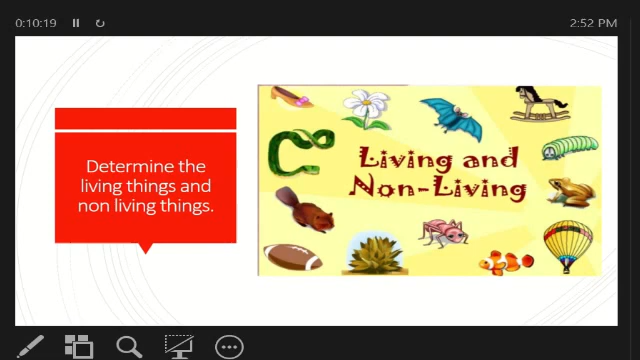 0:10:19
2:52 PM
Determine the
living things and
non living things.
Living and
Non-Living